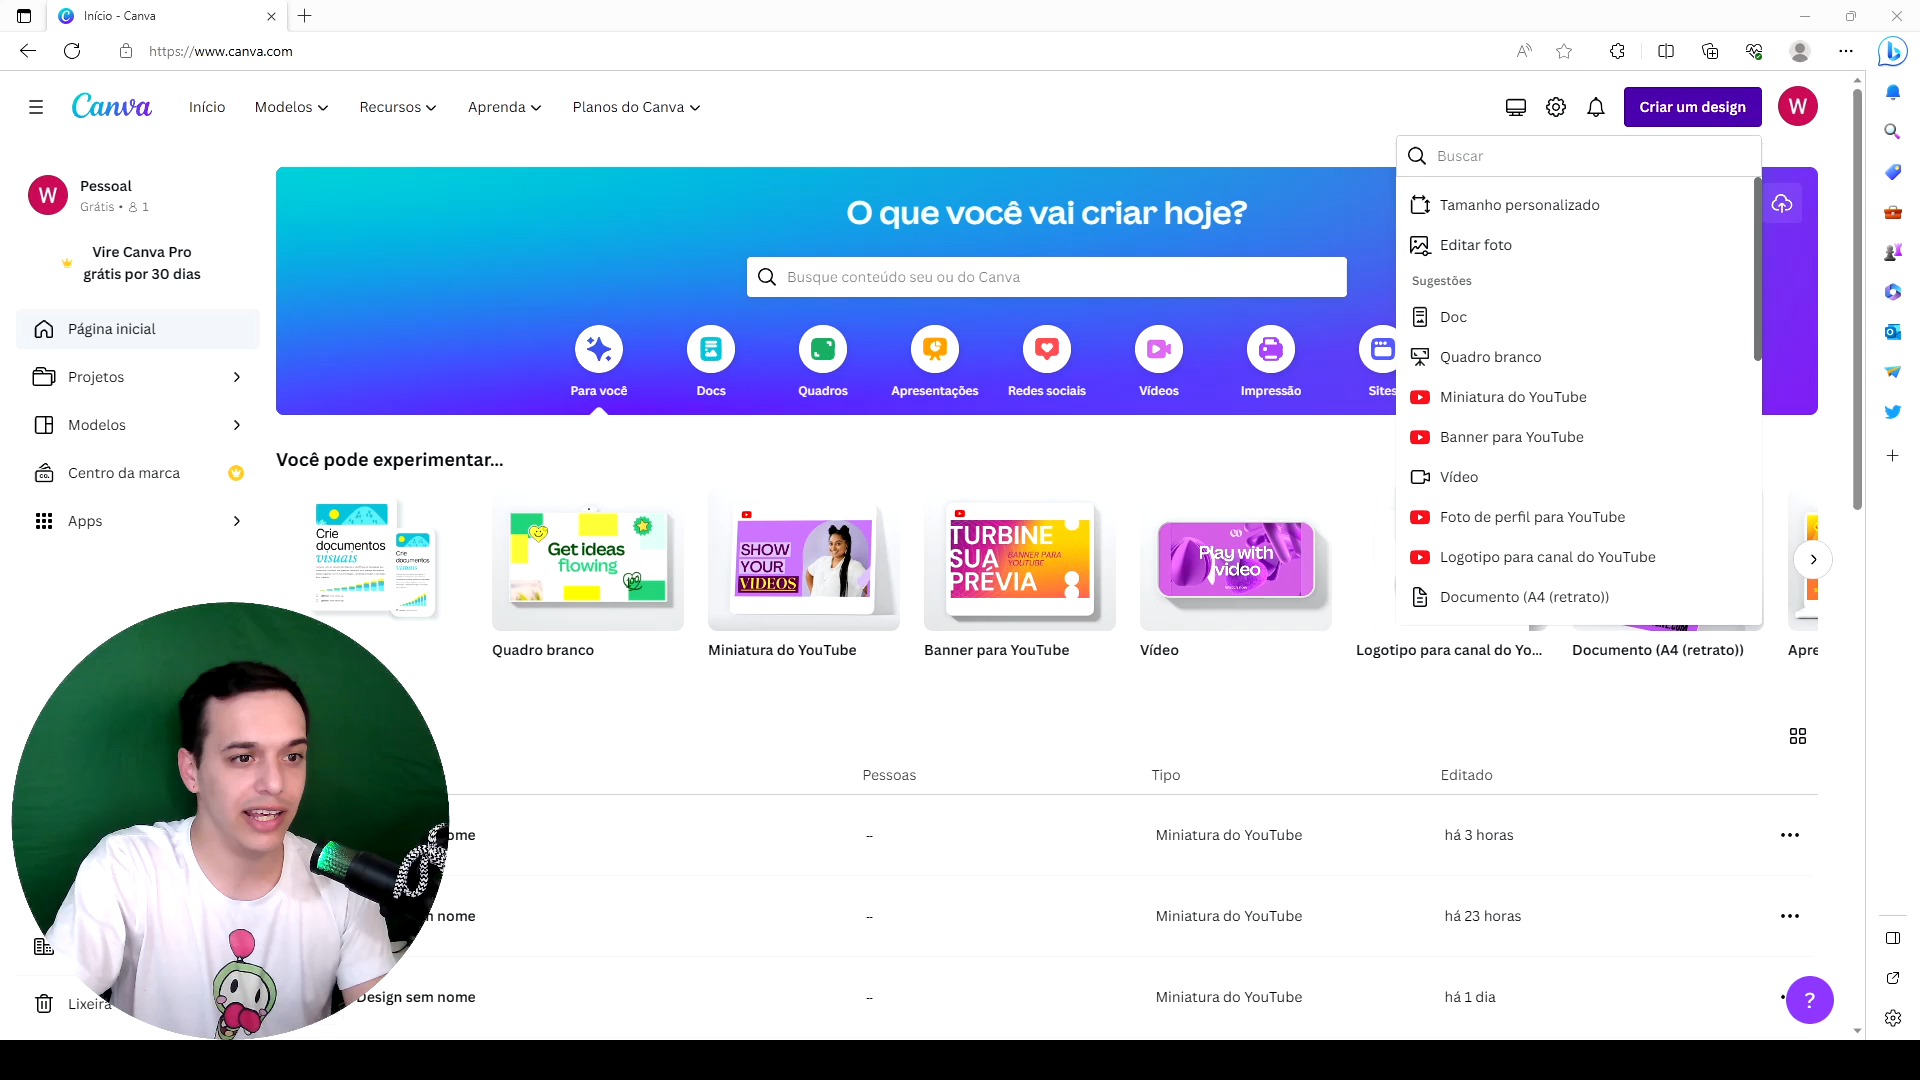 Início - Canva
https://www.canva.com
Canva
Início
Modelos
Recursos
Aprenda
Planos do Canva
Criar um design
W
W
Pessoal
Grátis • 1
Vire Canva Pro
grátis por 30 dias
Página inicial
Projetos
Modelos
Centro da marca
Apps
Lixeira
O que você vai criar hoje?
Busque conteúdo seu ou do Canva
Para você
Docs
Quadros
Apresentações
Redes sociais
Vídeos
Impressão
Sites
Buscar
Tamanho personalizado
Editar foto
Sugestões
Doc
Quadro branco
Miniatura do YouTube
Banner para YouTube
Vídeo
Foto de perfil para YouTube
Logotipo para canal do YouTube
Documento (A4 (retrato))
Você pode experimentar...
Crie
documentos
visuais
Crie
documentos
visuais
Get ideas
flowing
SHOW
YOUR
VIDEOS
TURBINE
SUA
PRÉVIA
BANNER PARA
YOUTUBE
Play with
video
Quadro branco
Miniatura do YouTube
Banner para YouTube
Vídeo
Logotipo para canal do Yo...
Documento (A4 (retrato))
Apre
Pessoas
Tipo
Editado
ome
--
Miniatura do YouTube
há 3 horas
m nome
--
Miniatura do YouTube
há 23 horas
Design sem nome
--
Miniatura do YouTube
há 1 dia
?